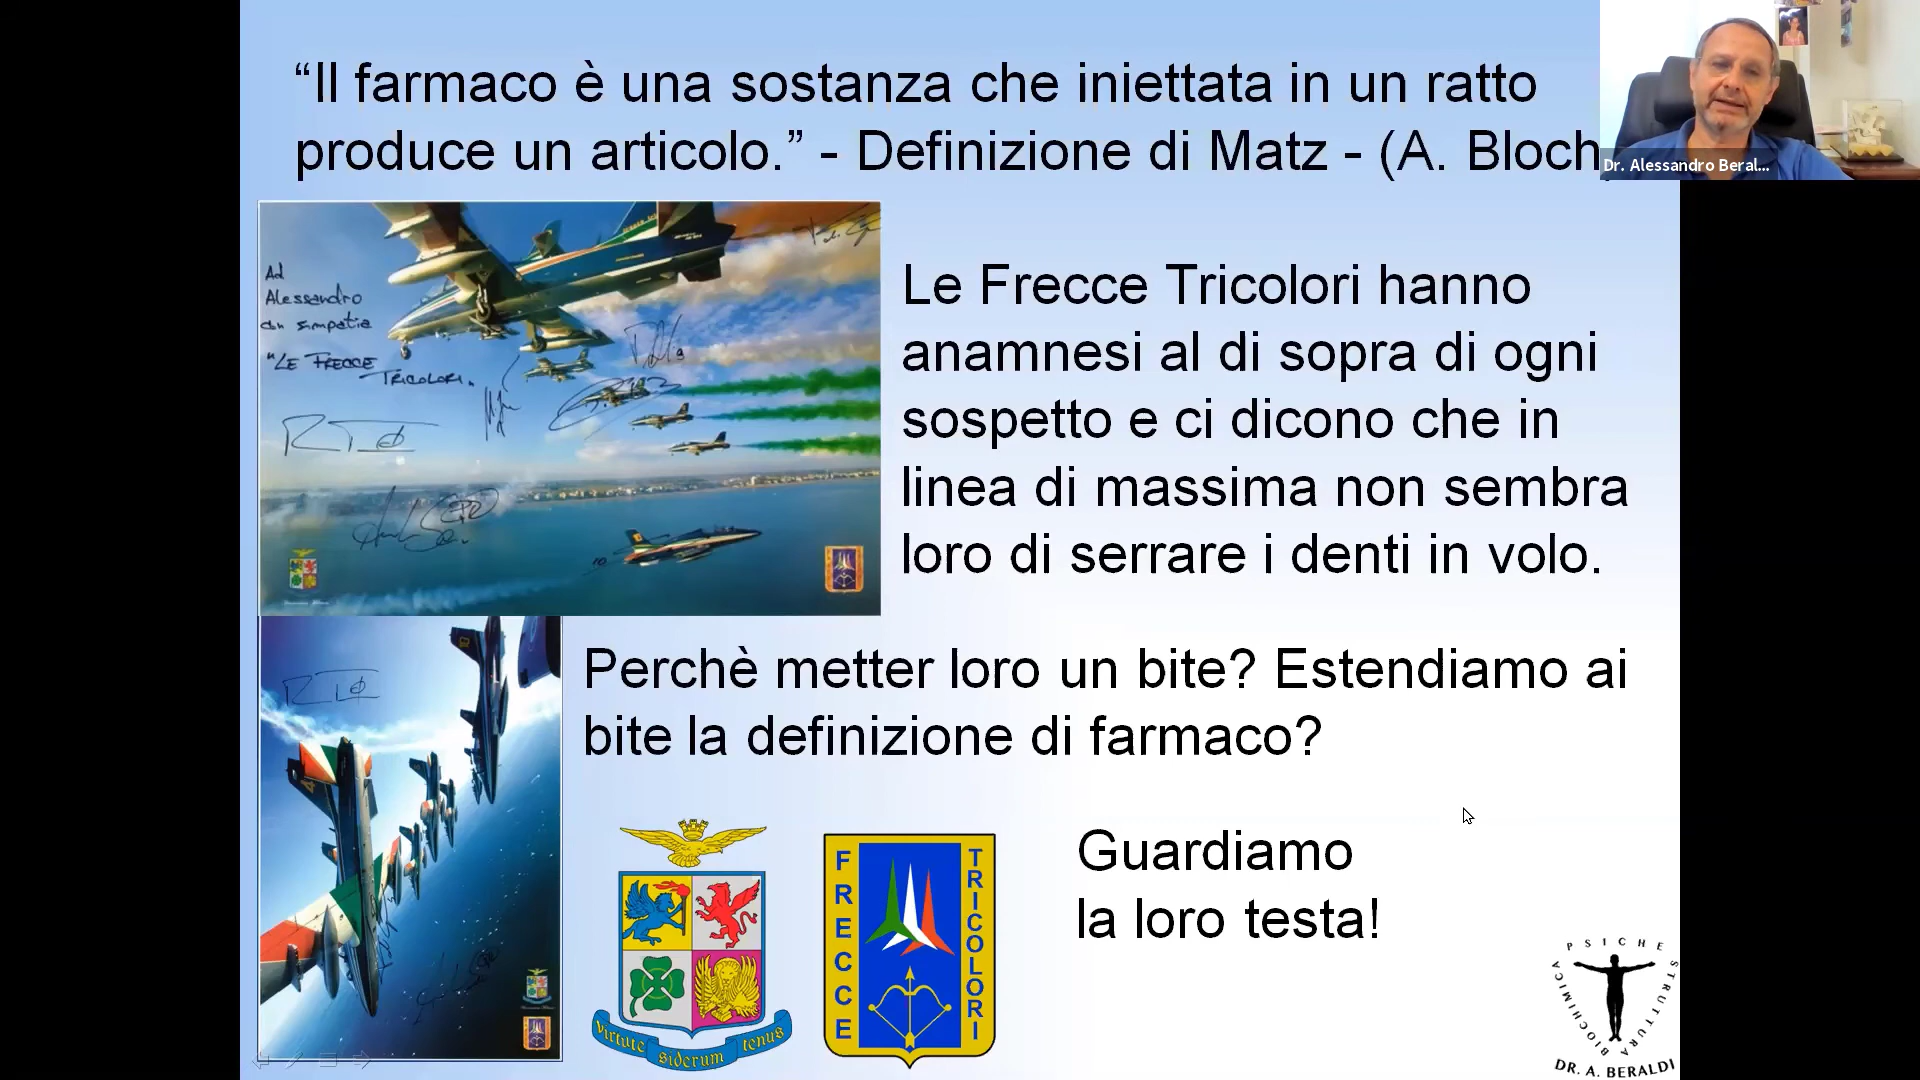 “Il farmaco è una sostanza che iniettata in un ratto
produce un articolo.” - Definizione di Matz - (A. Bloch
Dr. Alessandro Beral...
Ad
Alessandro
con simpatia
"LE FRECCE
TRICOLORI"
Le Frecce Tricolori hanno
anamnesi al di sopra di ogni
sospetto e ci dicono che in
linea di massima non sembra
loro di serrare i denti in volo.
Perchè metter loro un bite? Estendiamo ai
bite la definizione di farmaco?
Guardiamo
la loro testa!
virtute siderum tenus
FRECCE
TRICOLORI
PSICHE
STRUTTURA
BIOCHIMICA
DR. A. BERALDI